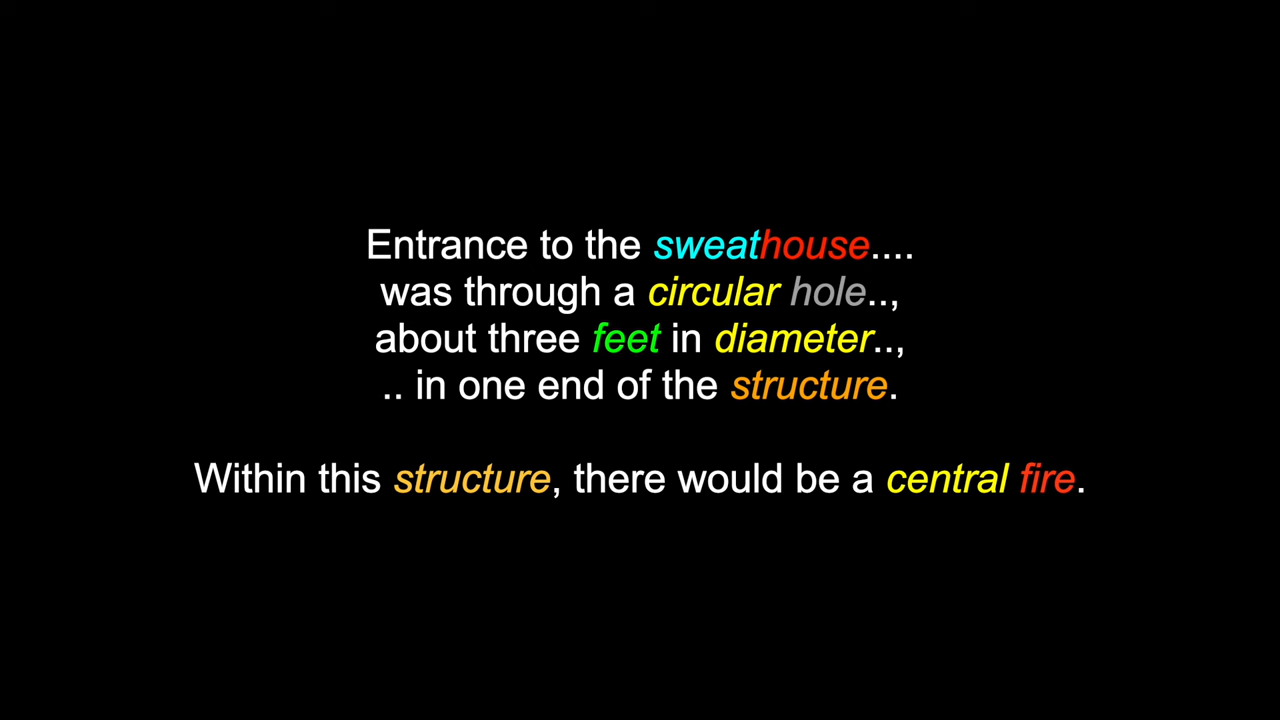 Entrance to the sweathouse....
was through a circular hole..,
about three feet in diameter..,
.. in one end of the structure.
Within this structure, there would be a central fire.